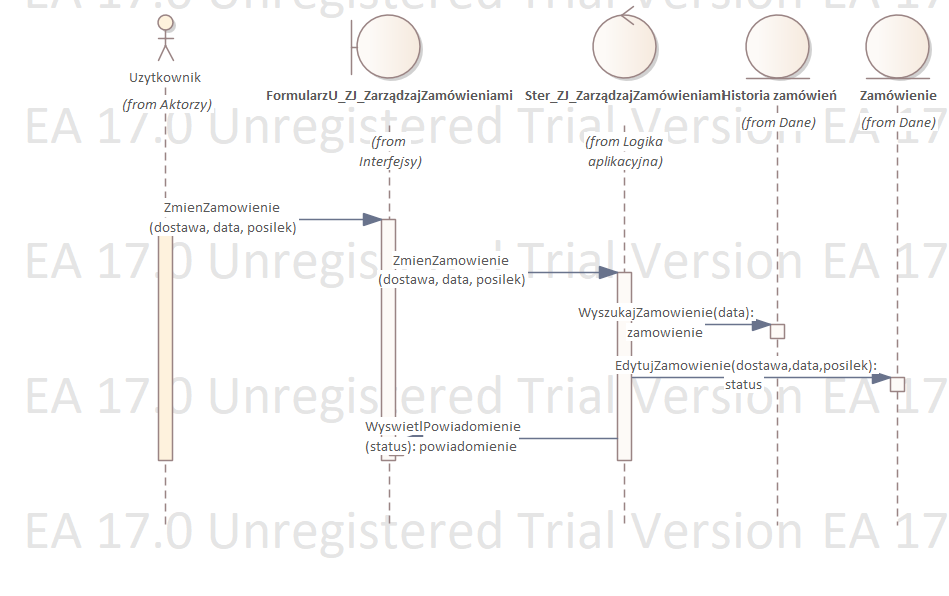 EA 17.0 Unregistered Trial Version EA 17
Uzytkownik
(from Aktorzy)
FormularzU_ZJ_ZarządzajZamówieniami
(from
Interfejsy)
Ster_ZJ_ZarządzajZamówieniami
(from Logika
aplikacyjna)
Historia zamówień
(from Dane)
Zamówienie
(from Dane)
EA 17.0 Unregistered Trial Version EA 17
ZmienZamowienie
(dostawa, data, posilek)
EA 17.0 Unregistered Trial Version EA 17
ZmienZamowienie
(dostawa, data, posilek)
WyszukajZamowienie(data):
zamowienie
EdytujZamowienie(dostawa,data,posilek):
status
EA 17.0 Unregistered Trial Version EA 17
WyswietlPowiadomienie
(status): powiadomienie
EA 17.0 Unregistered Trial Version EA 17